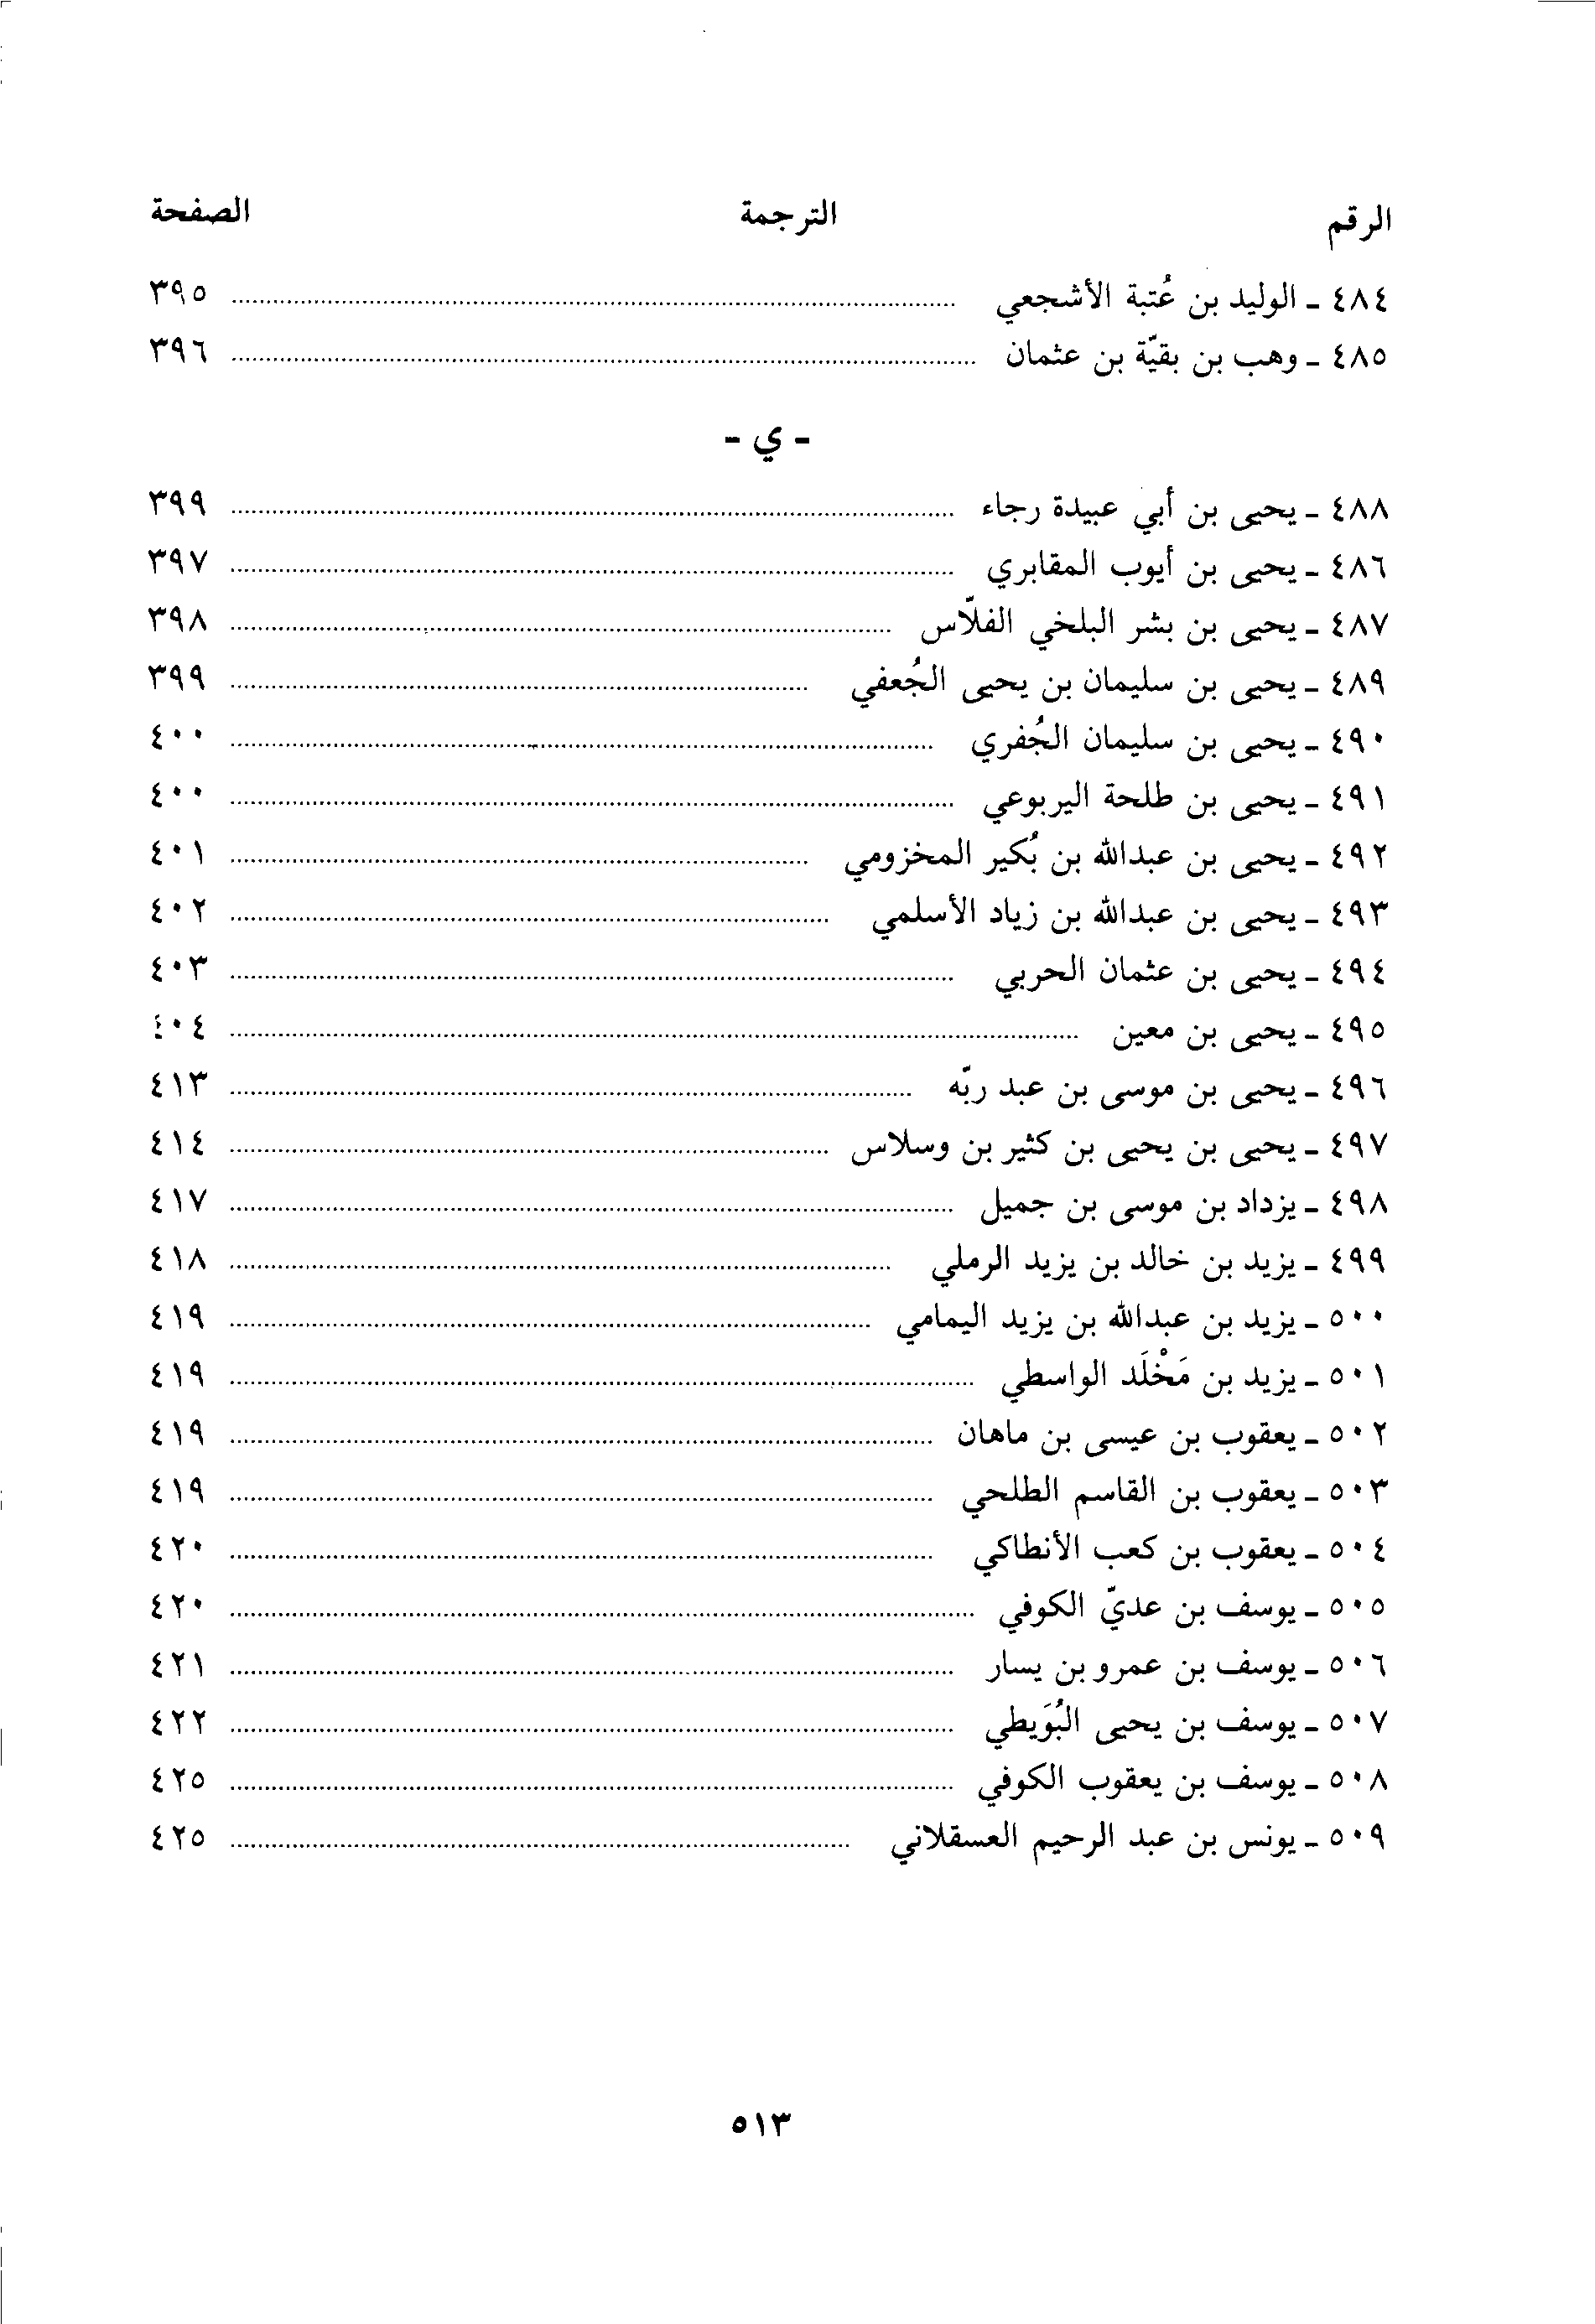 الرقم الترجمة الصفحة
٤٨٤ - الوليد بن عُتبة الأشجعي ........ ٣٩٥
٤٨٥ - وهب بن بقيّة بن عثمان ........ ٣٩٦
- ي -
٤٨٨ - يحيى بن أبي عبيدة رجاء ........ ٣٩٩
٤٨٦ - يحيى بن أيوب المقابري ........ ٣٩٧
٤٨٧ - يحيى بن بشر البلخي الفلّاس ........ ٣٩٨
٤٨٩ - يحيى بن سليمان بن يحيى الجُعفي ........ ٣٩٩
٤٩٠ - يحيى بن سليمان الجُفري ........ ٤٠٠
٤٩١ - يحيى بن طلحة اليربوعي ........ ٤٠٠
٤٩٢ - يحيى بن عبدالله بن بُكير المخزومي ........ ٤٠١
٤٩٣ - يحيى بن عبدالله بن زياد الأسلمي ........ ٤٠٢
٤٩٤ - يحيى بن عثمان الحربي ........ ٤٠٣
٤٩٥ - يحيى بن معين ........ ٤٠٤
٤٩٦ - يحيى بن موسى بن عبد ربّه ........ ٤١٣
٤٩٧ - يحيى بن يحيى بن كثير بن وسلاس ........ ٤١٤
٤٩٨ - يزداد بن موسى بن جميل ........ ٤١٧
٤٩٩ - يزيد بن خالد بن يزيد الرملي ........ ٤١٨
٥٠٠ - يزيد بن عبدالله بن يزيد اليمامي ........ ٤١٩
٥٠١ - يزيد بن مَخْلَد الواسطي ........ ٤١٩
٥٠٢ - يعقوب بن عيسى بن ماهان ........ ٤١٩
٥٠٣ - يعقوب بن القاسم الطلحي ........ ٤١٩
٥٠٤ - يعقوب بن كعب الأنطاكي ........ ٤٢٠
٥٠٥ - يوسف بن عديّ الكوفي ........ ٤٢٠
٥٠٦ - يوسف بن عمرو بن يسار ........ ٤٢١
٥٠٧ - يوسف بن يحيى البُوَيطي ........ ٤٢٢
٥٠٨ - يوسف بن يعقوب الكوفي ........ ٤٢٥
٥٠٩ - يونس بن عبد الرحيم العسقلاني ........ ٤٢٥
٥١٣